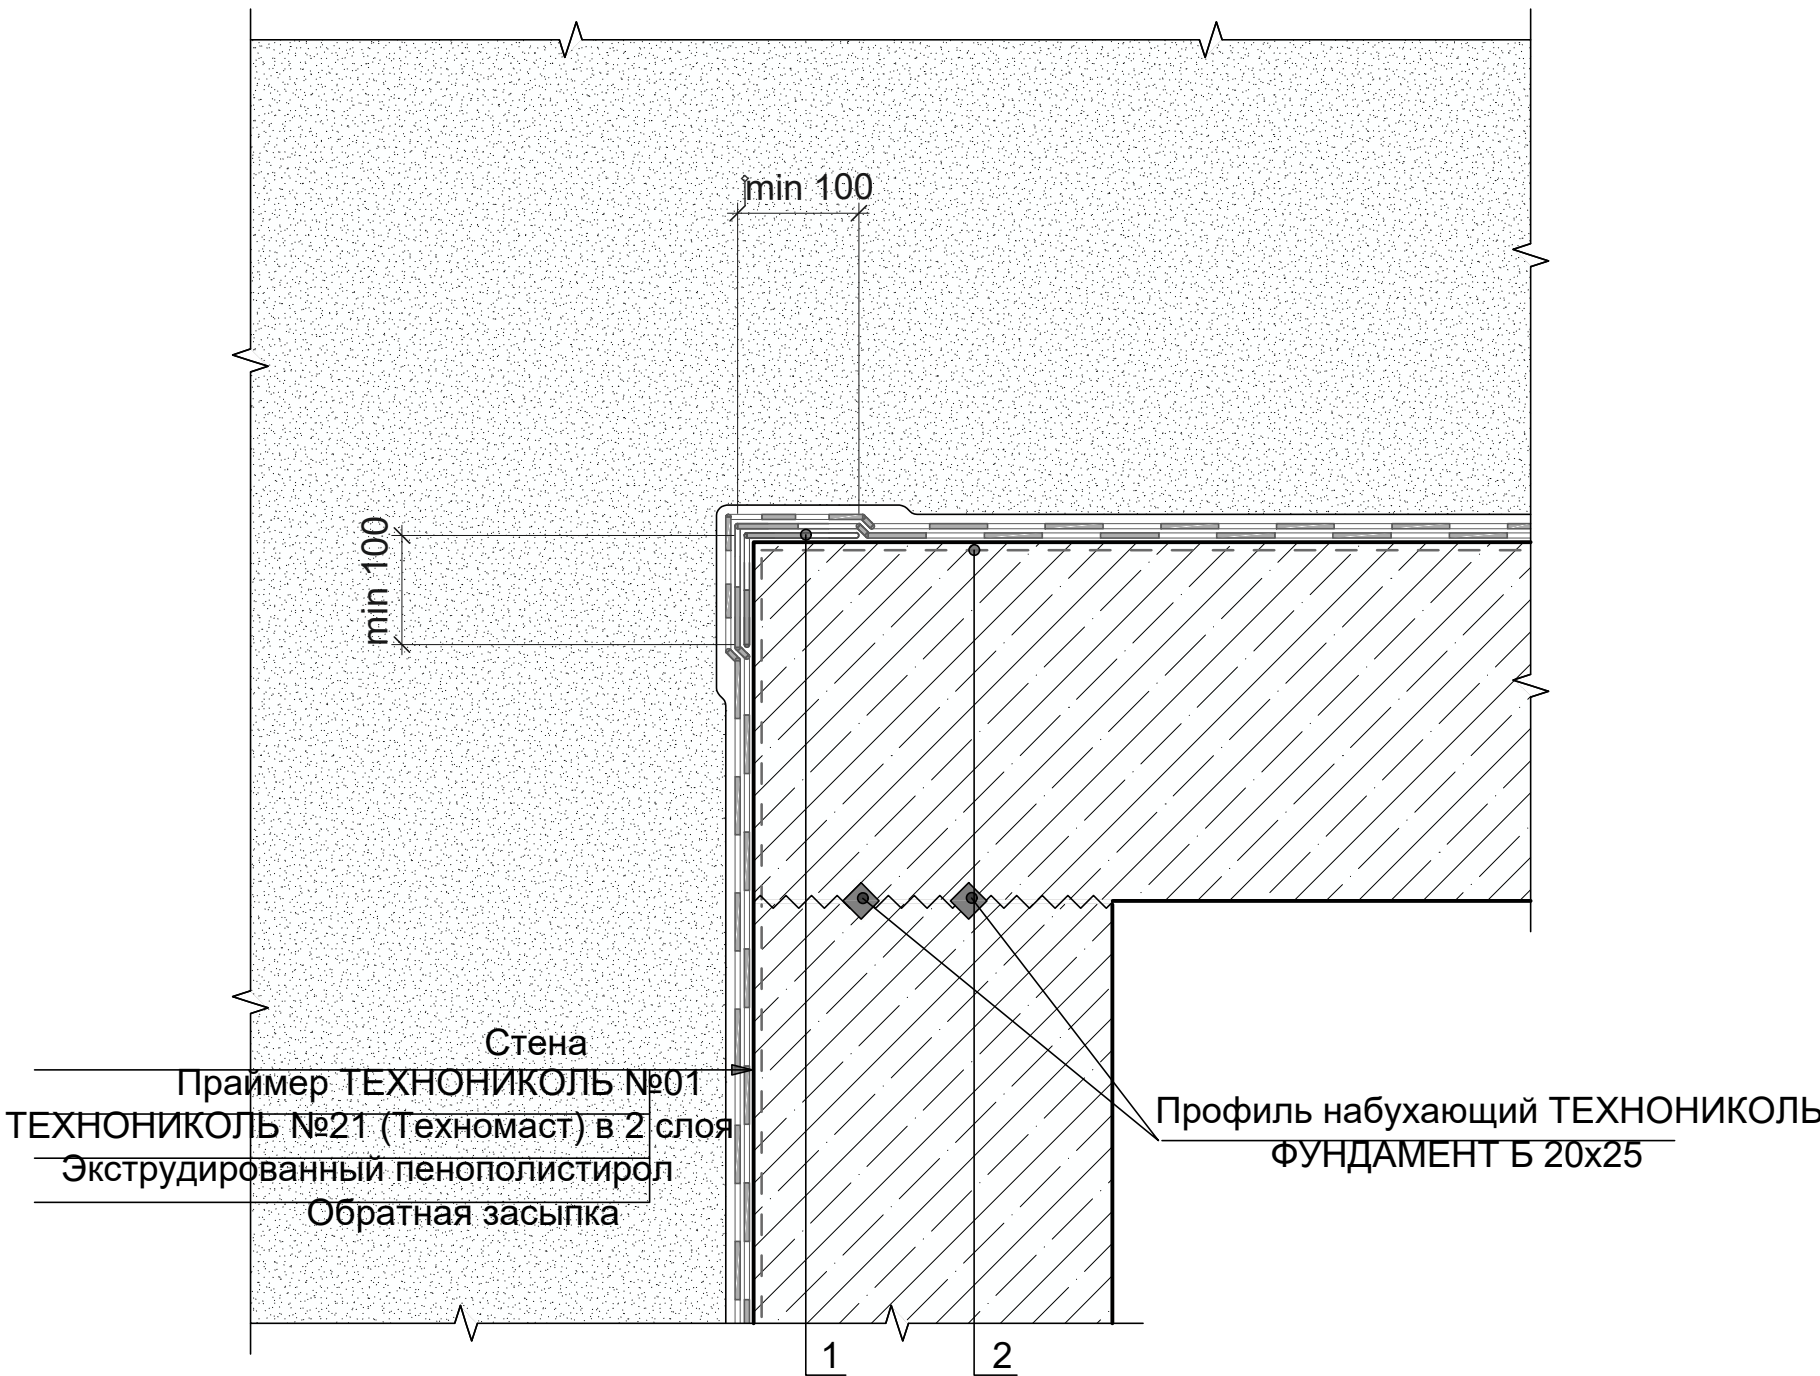 min 100
min 100
Стена
Праймер ТЕХНОНИКОЛЬ №01
ТЕХНОНИКОЛЬ №21 (Техномаст) в 2 слоя
Экструдированный пенополистирол
Обратная засыпка
Профиль набухающий ТЕХНОНИКОЛЬ
ФУНДАМЕНТ Б 20х25
1
2